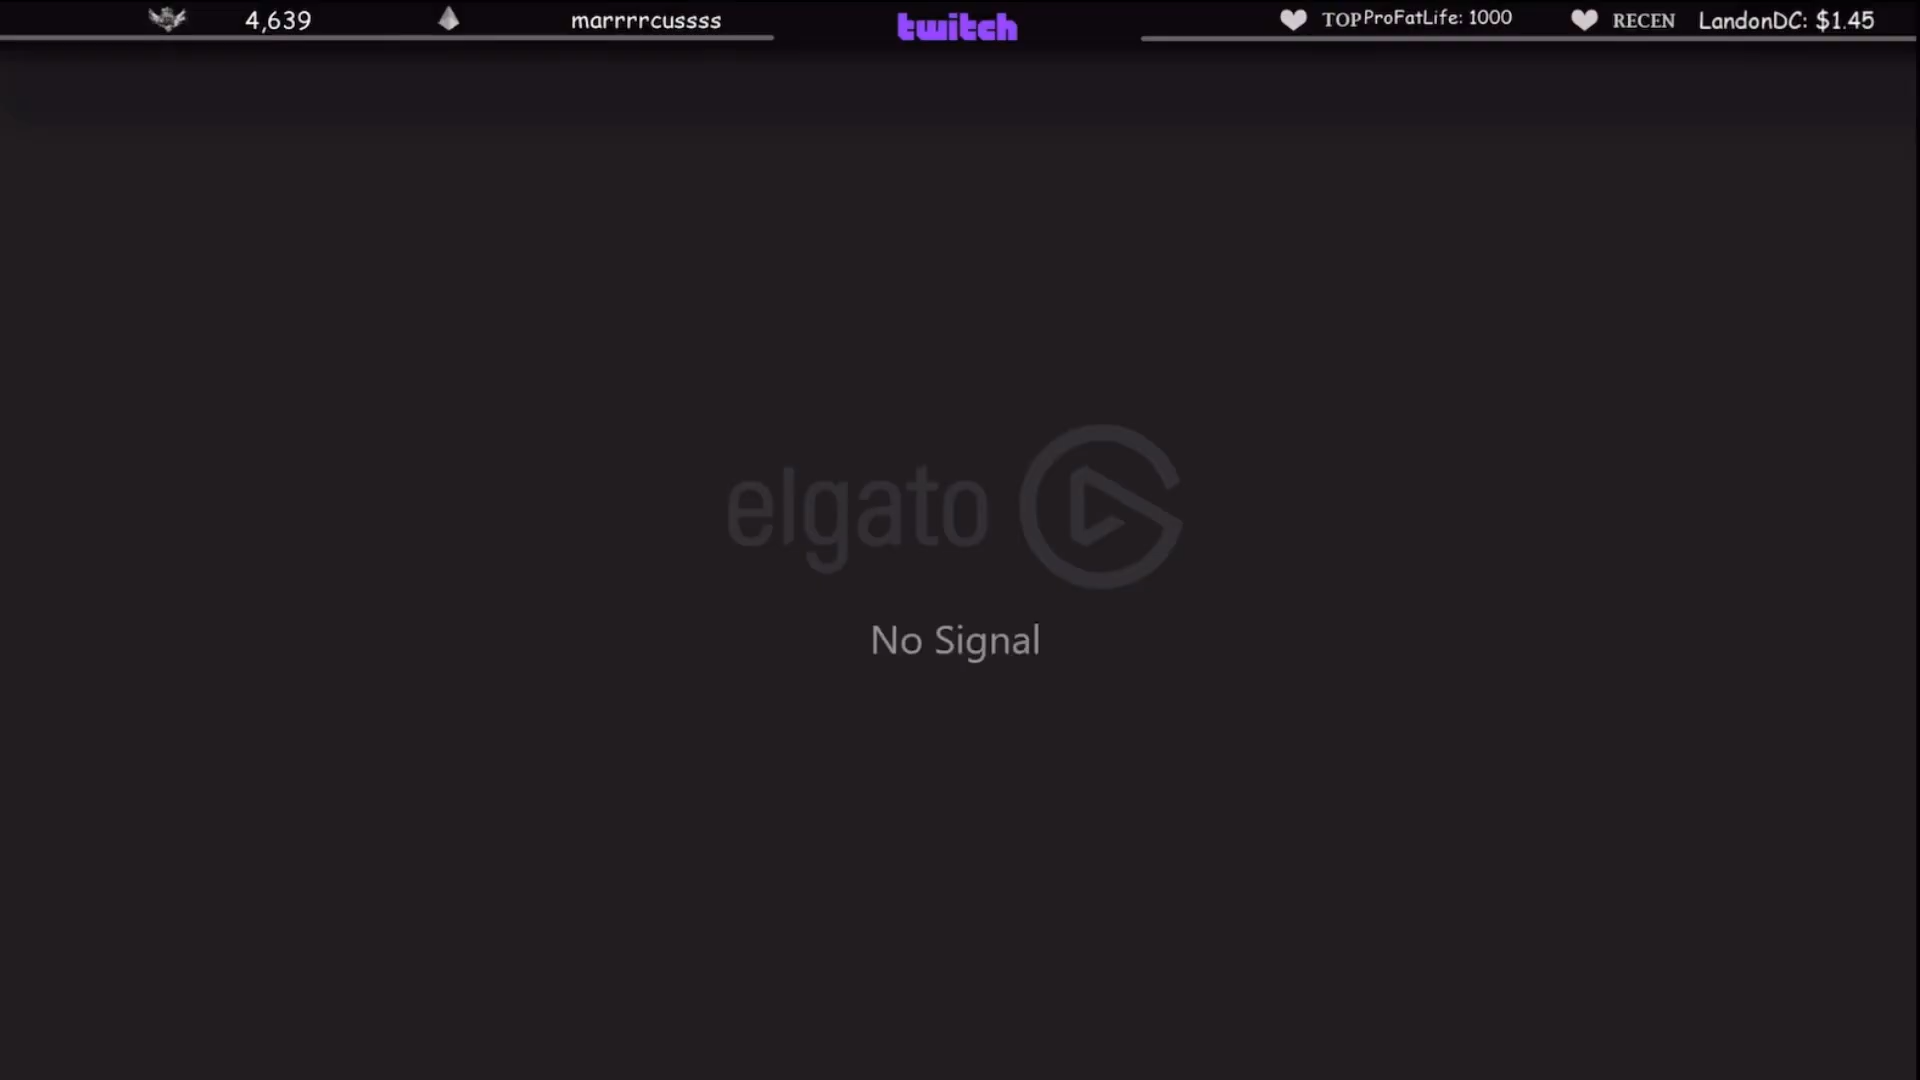 4,639 marrrrcussss twitch TOP ProFatLife: 1000 RECEN LandonDC: $1.45
elgato
No Signal